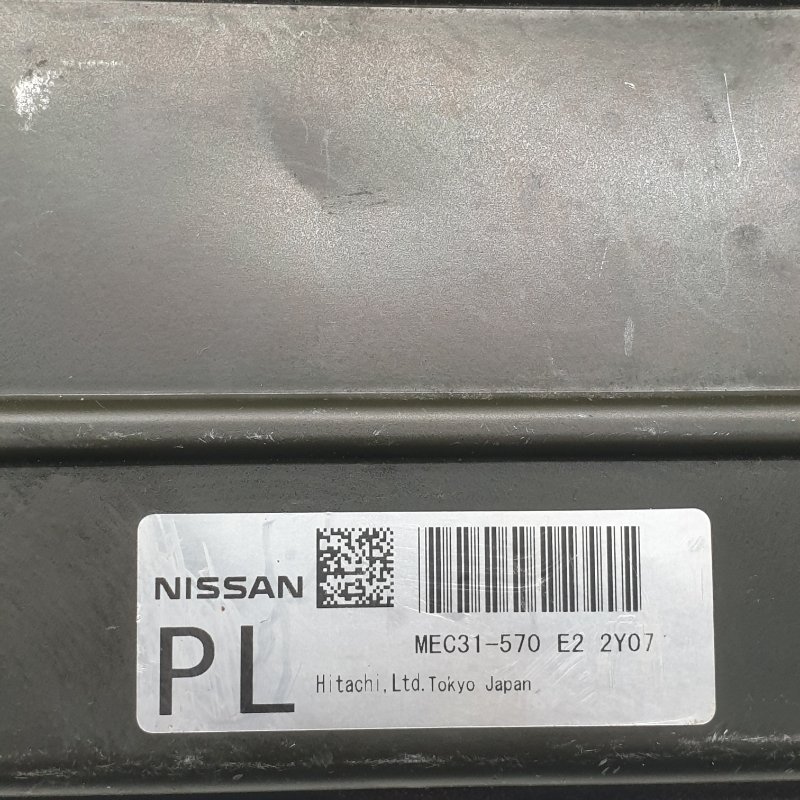 NISSAN
PL
MEC31-570 E2 2Y07
Hitachi,Ltd.Tokyo Japan